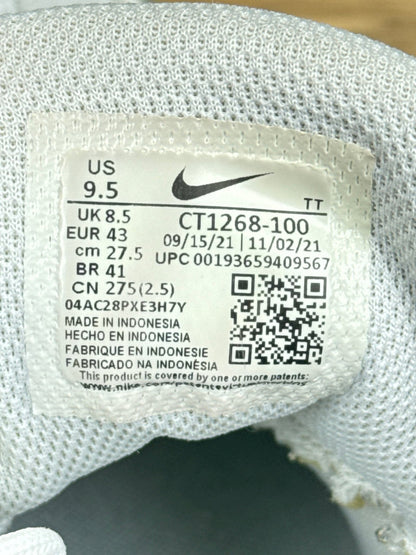 US
9.5
TT
UK 8.5
CT1268-100
EUR 43
09/15/21 | 11/02/21
cm 27.5
UPC 00193659409567
BR 41
CN 275(2.5)
04AC28PXE3H7Y
MADE IN INDONESIA
HECHO EN INDONESIA
FABRIQUE EN INDONESIE
FABRICADO NA INDONÉSIA
This product is covered by one or more patents: